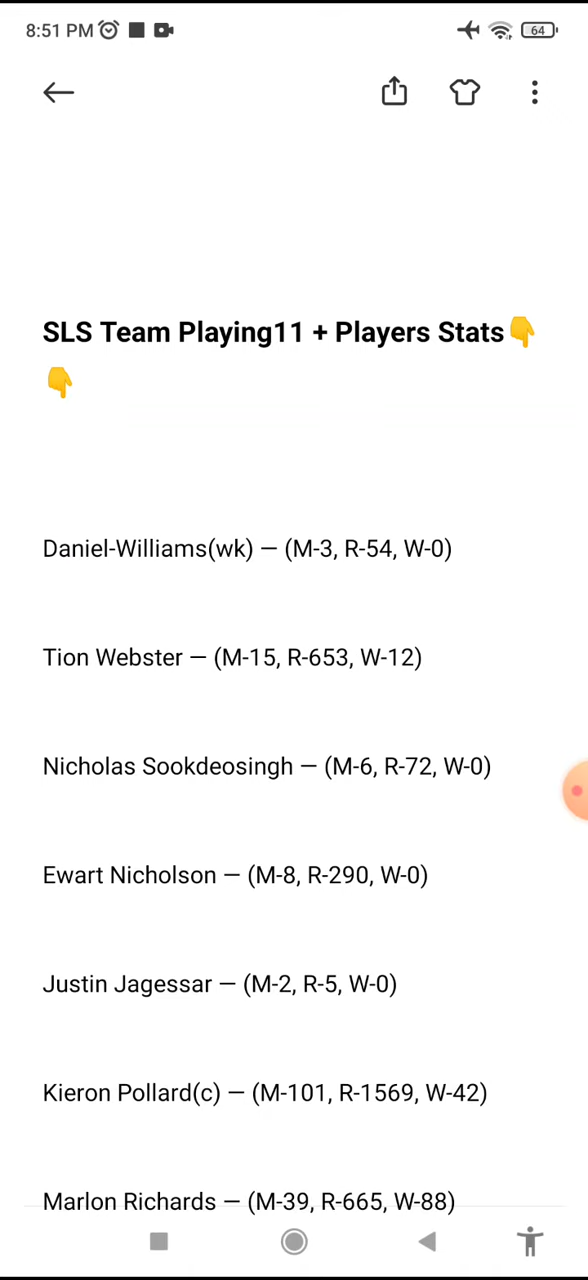 8:51 PM
64
SLS Team Playing11 + Players Stats👇
👇
Daniel-Williams(wk) — (M-3, R-54, W-0)
Tion Webster — (M-15, R-653, W-12)
Nicholas Sookdeosingh — (M-6, R-72, W-0)
Ewart Nicholson — (M-8, R-290, W-0)
Justin Jagessar — (M-2, R-5, W-0)
Kieron Pollard(c) — (M-101, R-1569, W-42)
Marlon Richards — (M-39, R-665, W-88)